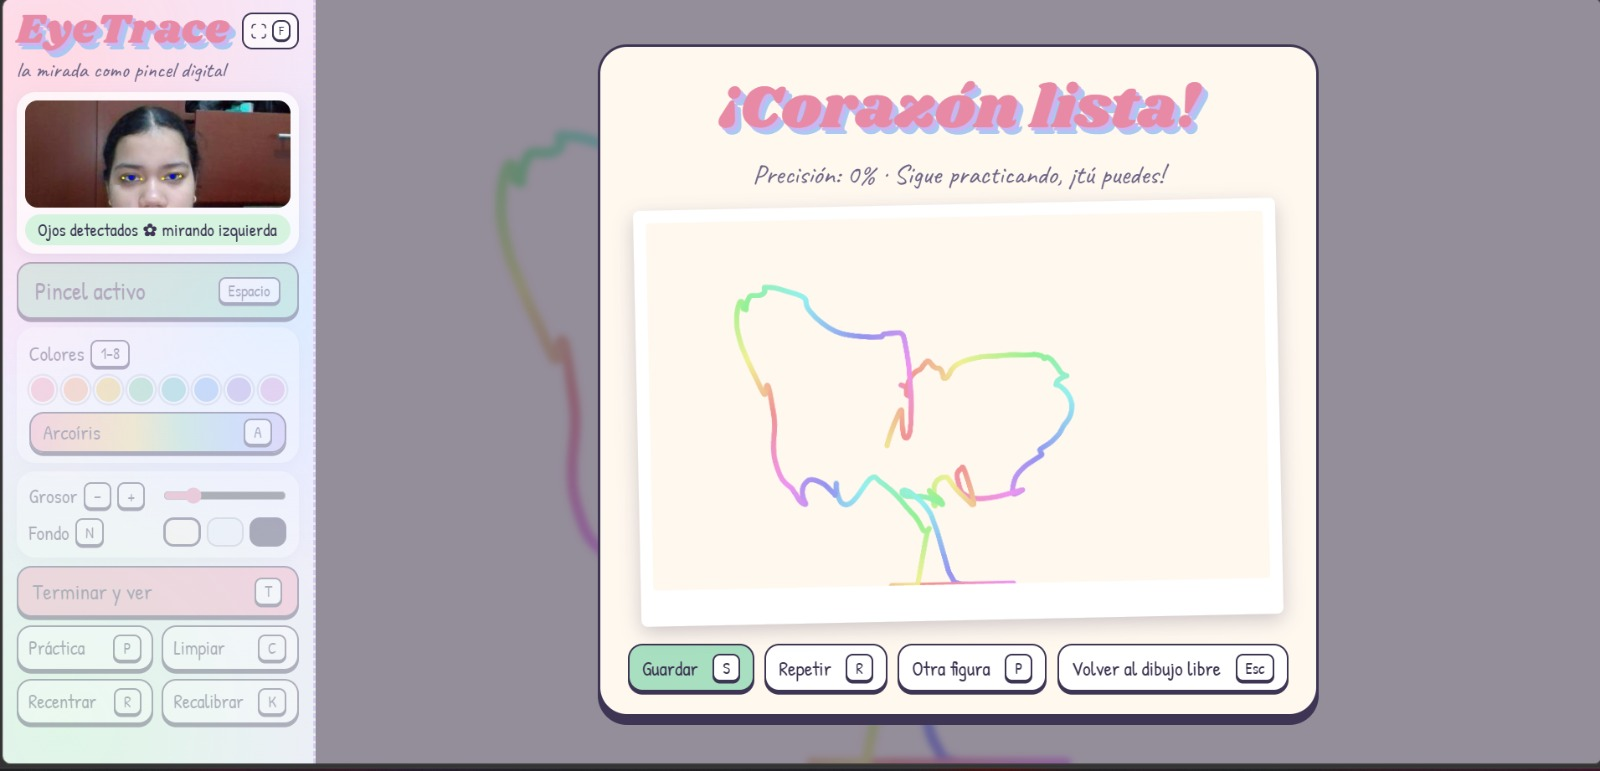 EyeTrace
F
la mirada como pincel digital
Ojos detectados ✿ mirando izquierda
Pincel activo
Espacio
Colores
1-8
Arcoíris
A
Grosor
-
+
Fondo
N
Terminar y ver
T
Práctica
P
Limpiar
C
Recentrar
R
Recalibrar
K
¡Corazón lista!
Precisión: 0% · Sigue practicando, ¡tú puedes!
Guardar
S
Repetir
R
Otra figura
P
Volver al dibujo libre
Esc